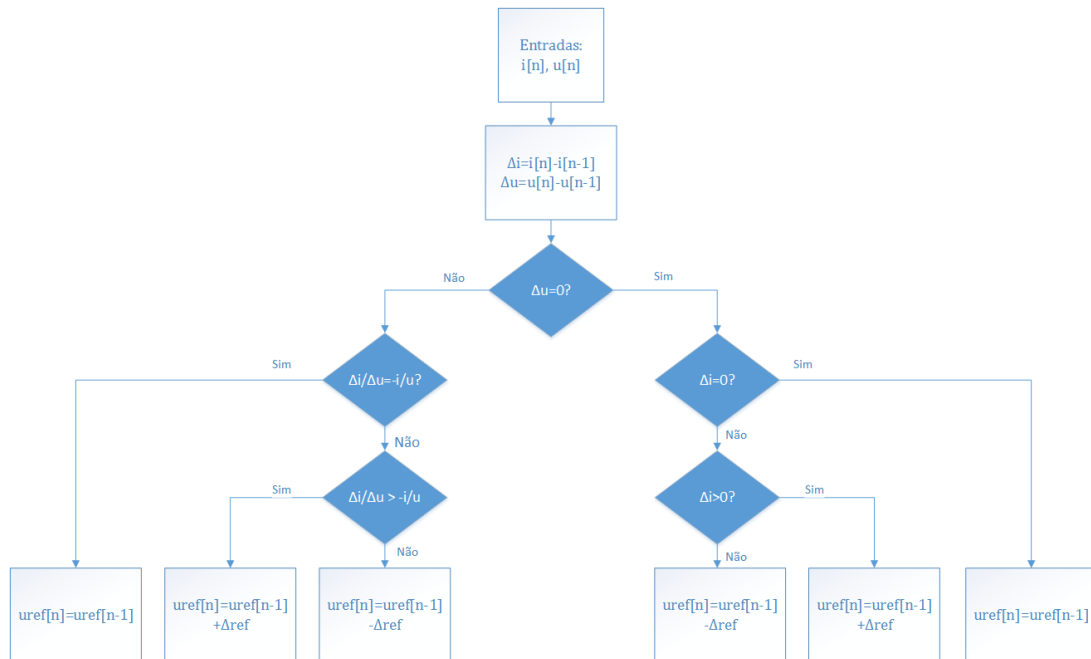 Entradas:
i[n], u[n]
Δi=i[n]-i[n-1]
Δu=u[n]-u[n-1]
Não
Δu=0?
Sim
Sim
Δi/Δu=-i/u?
Δi=0?
Sim
Não
Não
Sim
Δi/Δu > -i/u
Δi>0?
Sim
Não
Não
uref[n]=uref[n-1]
uref[n]=uref[n-1]
+Δref
uref[n]=uref[n-1]
-Δref
uref[n]=uref[n-1]
-Δref
uref[n]=uref[n-1]
+Δref
uref[n]=uref[n-1]